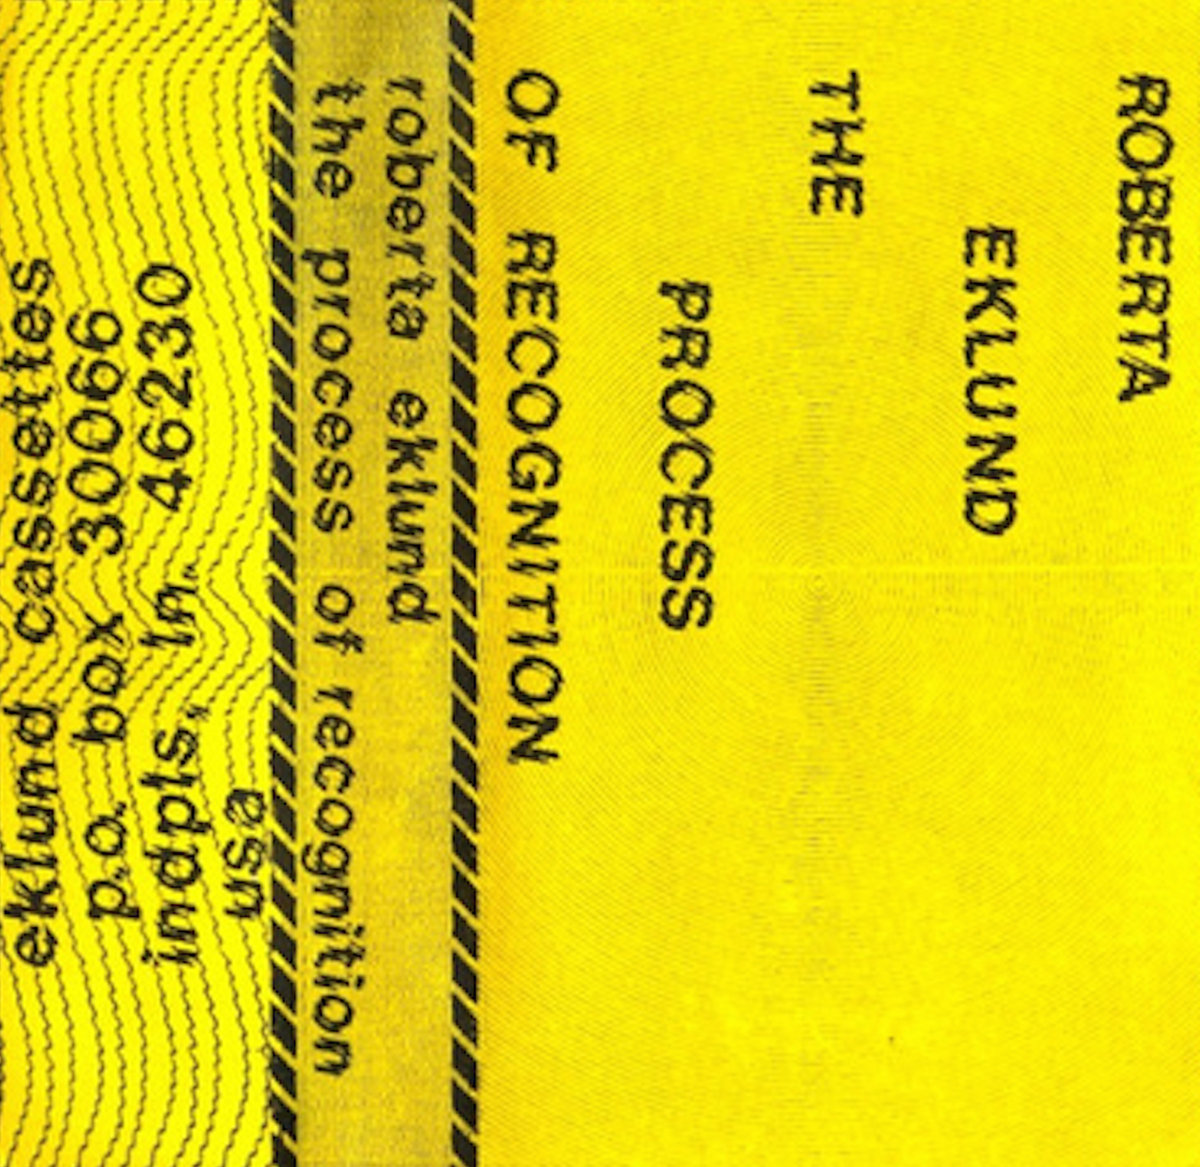 ROBERTA
EKLUND
THE
PROCESS
OF RECOGNITION
roberta eklund
the process of recognition
eklund cassettes
p.o. box 30066
indpls., in. 46230
usa